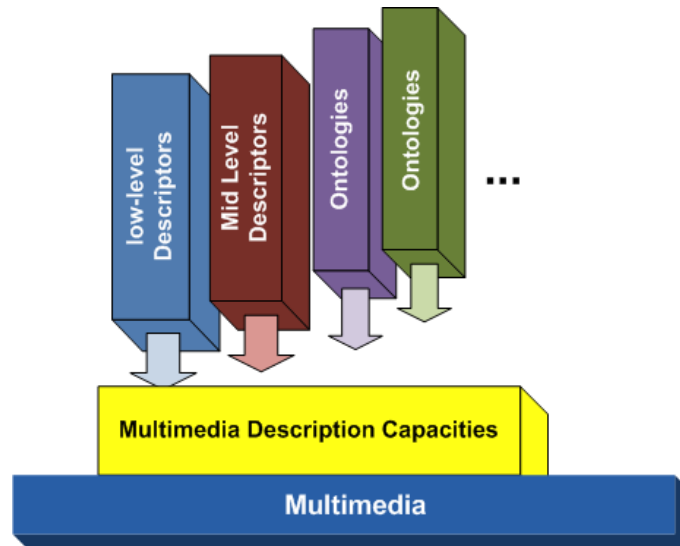 low-level
Descriptors
Mid Level
Descriptors
Ontologies
Ontologies
...
Multimedia Description Capacities
Multimedia